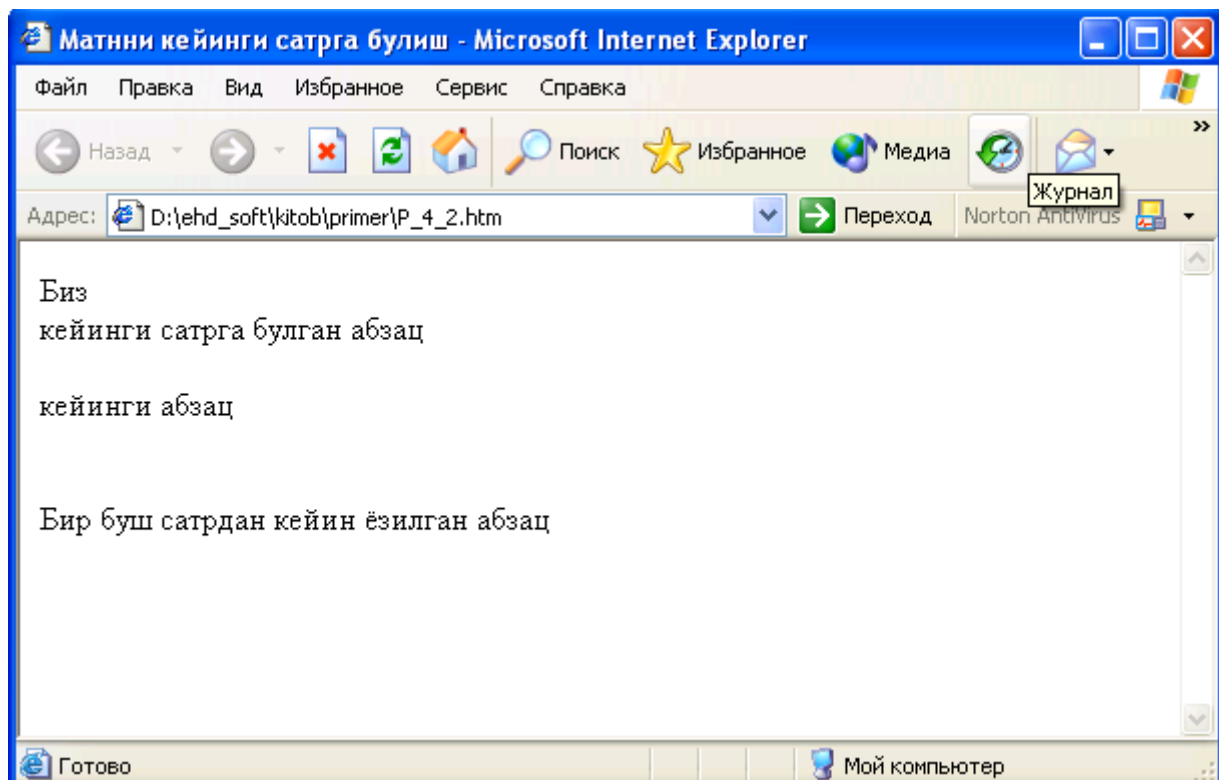 Матнни кейинги сатрга булиш - Microsoft Internet Explorer
Файл Правка Вид Избранное Сервис Справка
Назад Поиск Избранное Медиа »
Журнал
Адрес: D:\ehd_soft\kitob\primer\P_4_2.htm Переход Norton AntiVirus
Биз
кейинги сатрга булган абзац
кейинги абзац
Бир буш сатрдан кейин ёзилган абзац
Готово Мой компьютер